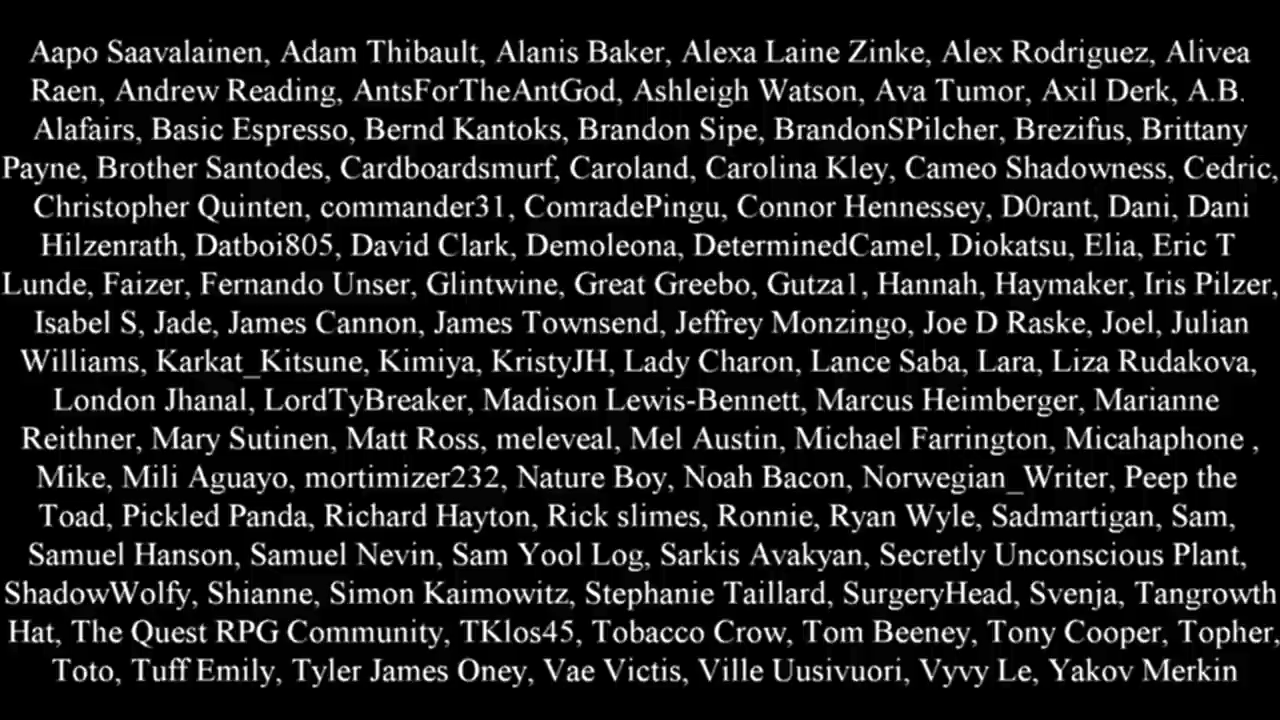 Aapo Saavalainen, Adam Thibault, Alanis Baker, Alexa Laine Zinke, Alex Rodriguez, Alivea
Raen, Andrew Reading, AntsForTheAntGod, Ashleigh Watson, Ava Tumor, Axil Derk, A.B.
Alafairs, Basic Espresso, Bernd Kantoks, Brandon Sipe, BrandonSPilcher, Brezifus, Brittany
Payne, Brother Santodes, Cardboardsmurf, Caroland, Carolina Kley, Cameo Shadowness, Cedric,
Christopher Quinten, commander31, ComradePingu, Connor Hennessey, D0rant, Dani, Dani
Hilzenrath, Datboi805, David Clark, Demoleona, DeterminedCamel, Diokatsu, Elia, Eric T
Lunde, Faizer, Fernando Unser, Glintwine, Great Greebo, Gutza1, Hannah, Haymaker, Iris Pilzer,
Isabel S, Jade, James Cannon, James Townsend, Jeffrey Monzingo, Joe D Raske, Joel, Julian
Williams, Karkat_Kitsune, Kimiya, KristyJH, Lady Charon, Lance Saba, Lara, Liza Rudakova,
London Jhanal, LordTyBreaker, Madison Lewis-Bennett, Marcus Heimberger, Marianne
Reithner, Mary Sutinen, Matt Ross, meleveal, Mel Austin, Michael Farrington, Micahaphone ,
Mike, Mili Aguayo, mortimizer232, Nature Boy, Noah Bacon, Norwegian_Writer, Peep the
Toad, Pickled Panda, Richard Hayton, Rick slimes, Ronnie, Ryan Wyle, Sadmartigan, Sam,
Samuel Hanson, Samuel Nevin, Sam Yool Log, Sarkis Avakyan, Secretly Unconscious Plant,
ShadowWolfy, Shianne, Simon Kaimowitz, Stephanie Taillard, SurgeryHead, Svenja, Tangrowth
Hat, The Quest RPG Community, TKlos45, Tobacco Crow, Tom Beeney, Tony Cooper, Topher,
Toto, Tuff Emily, Tyler James Oney, Vae Victis, Ville Uusivuori, Vyvy Le, Yakov Merkin